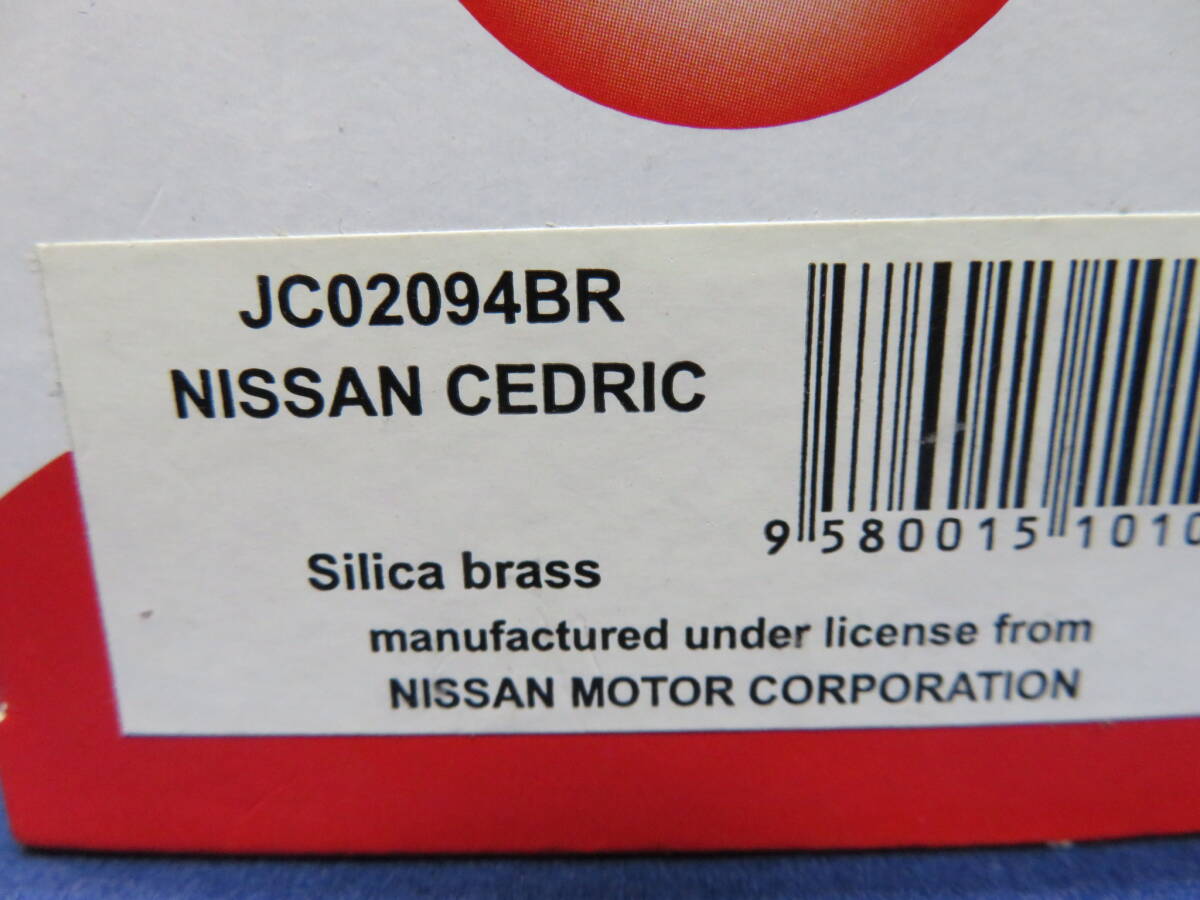 JC02094BR
NISSAN CEDRIC
9 580015 1010
Silica brass
manufactured under license from
NISSAN MOTOR CORPORATION